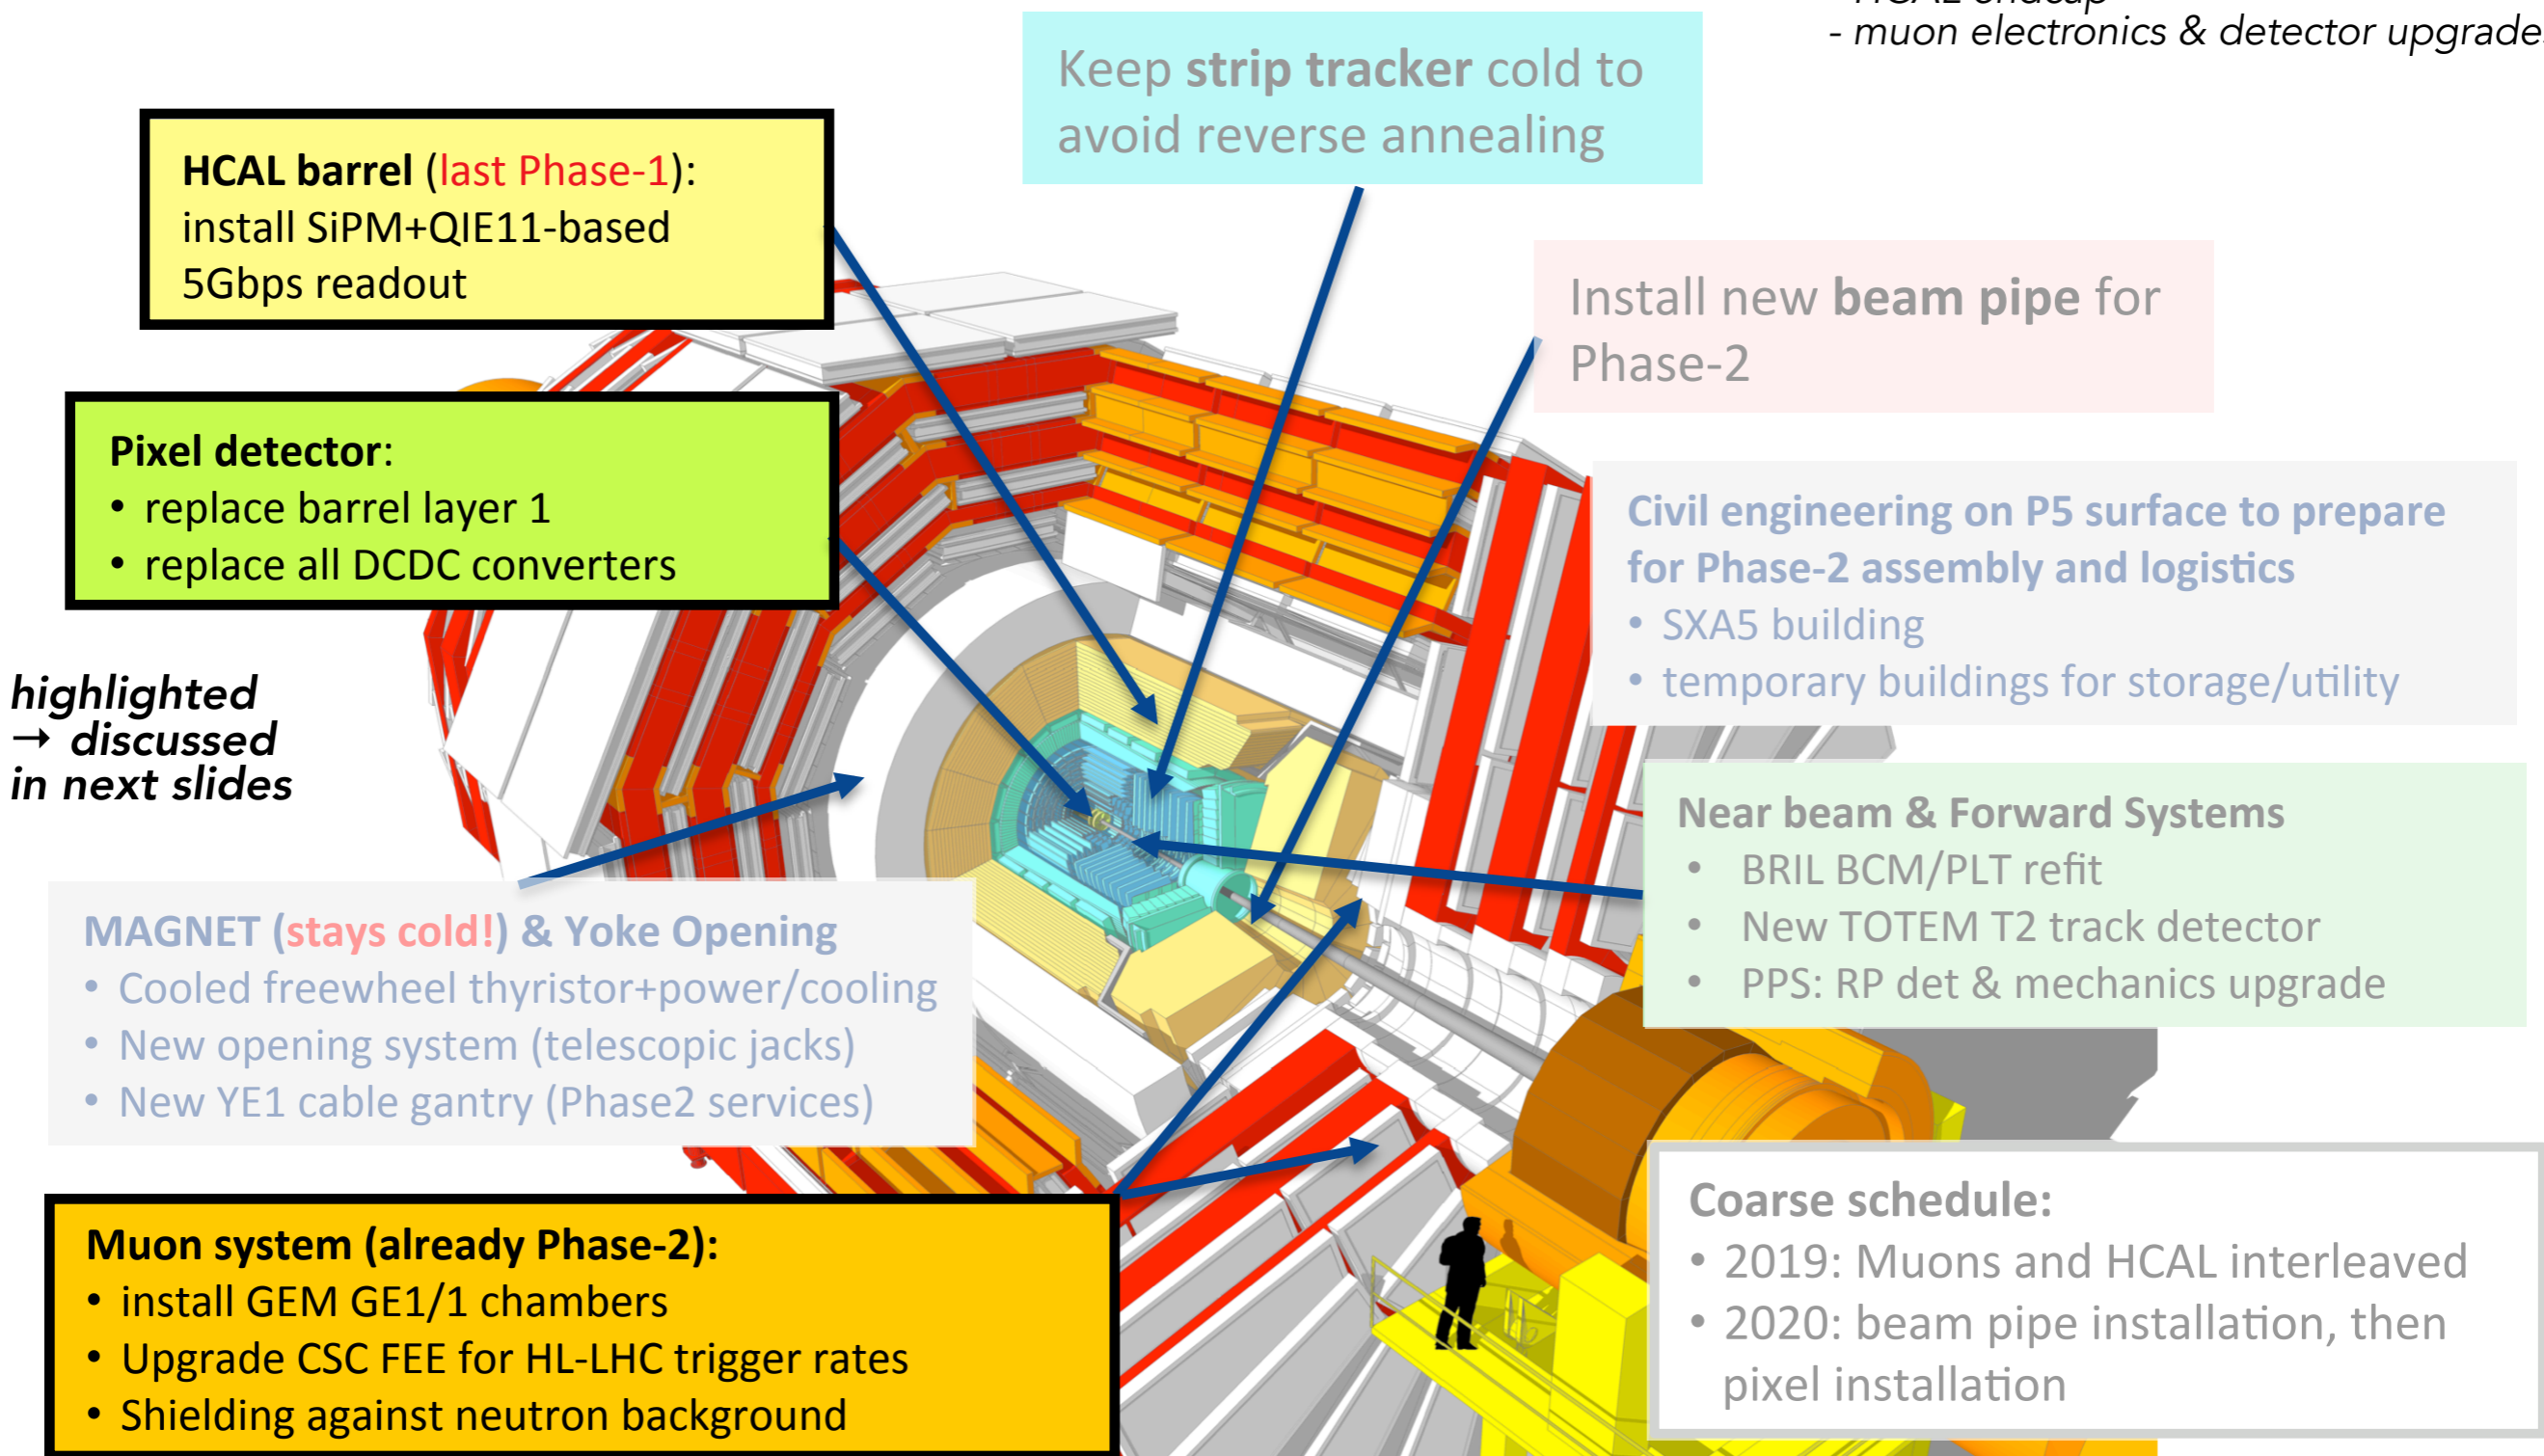 - muon electronics & detector upgrade
Keep strip tracker cold to
avoid reverse annealing
HCAL barrel (last Phase-1):
install SiPM+QIE11-based
5Gbps readout
Install new beam pipe for
Phase-2
Pixel detector:
• replace barrel layer 1
• replace all DCDC converters
Civil engineering on P5 surface to prepare
for Phase-2 assembly and logistics
• SXA5 building
• temporary buildings for storage/utility
highlighted
→ discussed
in next slides
Near beam & Forward Systems
• BRIL BCM/PLT refit
• New TOTEM T2 track detector
• PPS: RP det & mechanics upgrade
MAGNET (stays cold!) & Yoke Opening
• Cooled freewheel thyristor+power/cooling
• New opening system (telescopic jacks)
• New YE1 cable gantry (Phase2 services)
Muon system (already Phase-2):
• install GEM GE1/1 chambers
• Upgrade CSC FEE for HL-LHC trigger rates
• Shielding against neutron background
Coarse schedule:
• 2019: Muons and HCAL interleaved
• 2020: beam pipe installation, then
pixel installation